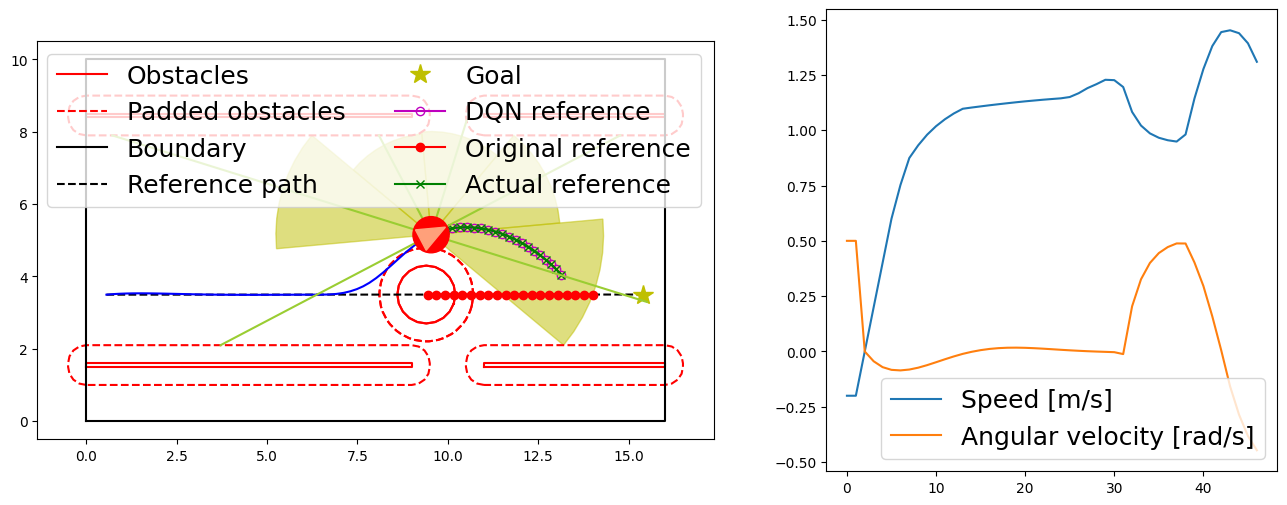 Obstacles
Padded obstacles
Boundary
Reference path
Goal
DQN reference
Original reference
Actual reference
10
8
6
4
2
0
0.0 2.5 5.0 7.5 10.0 12.5 15.0
1.50
1.25
1.00
0.75
0.50
0.25
0.00
−0.25
−0.50
Speed [m/s]
Angular velocity [rad/s]
0 10 20 30 40